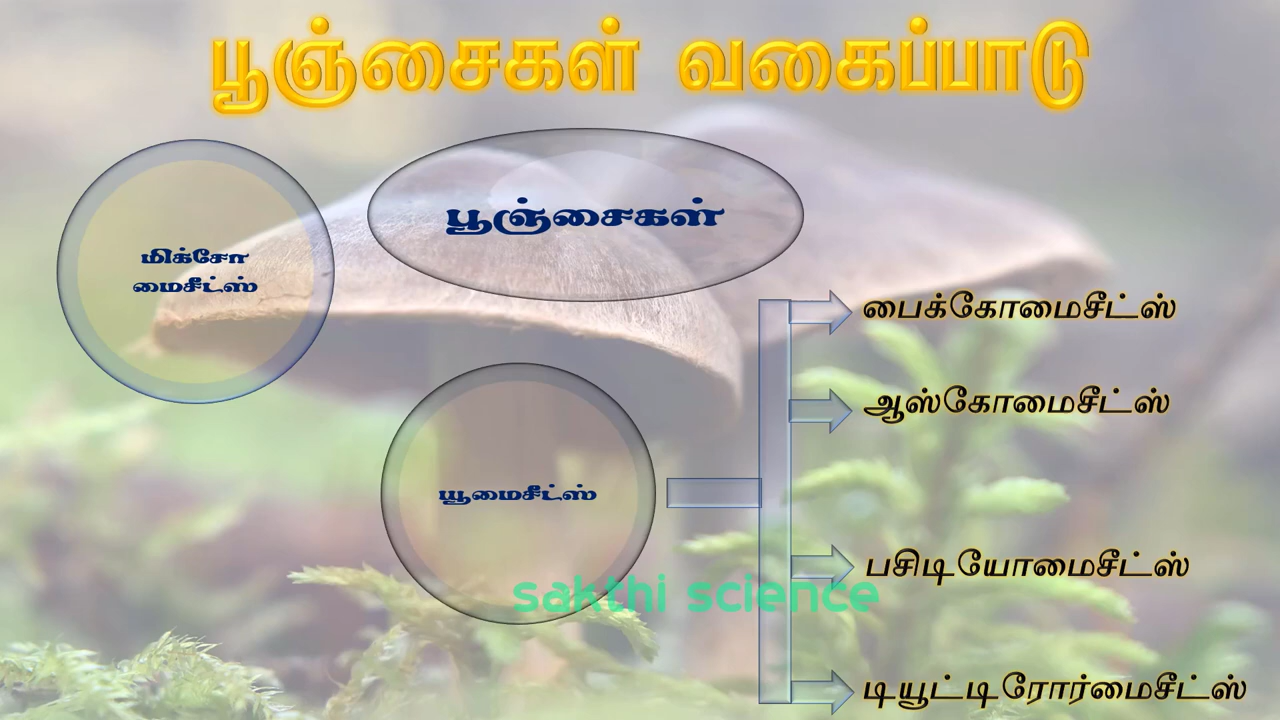 பூஞ்சைகள் வகைப்பாடு
பூஞ்சைகள்
மிக்சோ
மைசீட்ஸ்
யூமைசீட்ஸ்
பைக்கோமைசீட்ஸ்
ஆஸ்கோமைசீட்ஸ்
பசிடியோமைசீட்ஸ்
டியூட்டிரோர்மைசீட்ஸ்
sakthi science